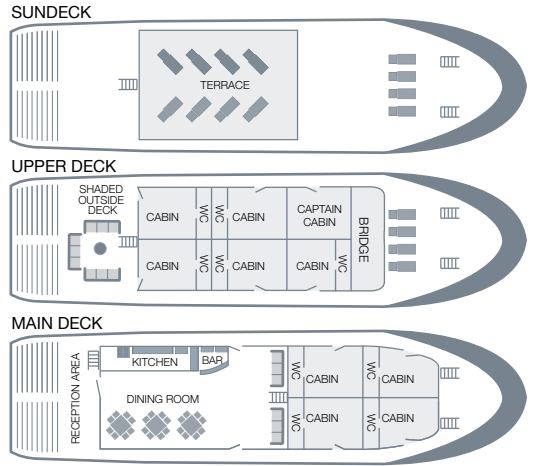 SUNDECK
TERRACE
UPPER DECK
SHADED
OUTSIDE
DECK
CABIN
WC
WC
CABIN
CAPTAIN
CABIN
BRIDGE
CABIN
WC
WC
CABIN
CABIN
WC
MAIN DECK
RECEPTION AREA
KITCHEN
BAR
DINING ROOM
WC
CABIN
WC
CABIN
WC
CABIN
WC
CABIN